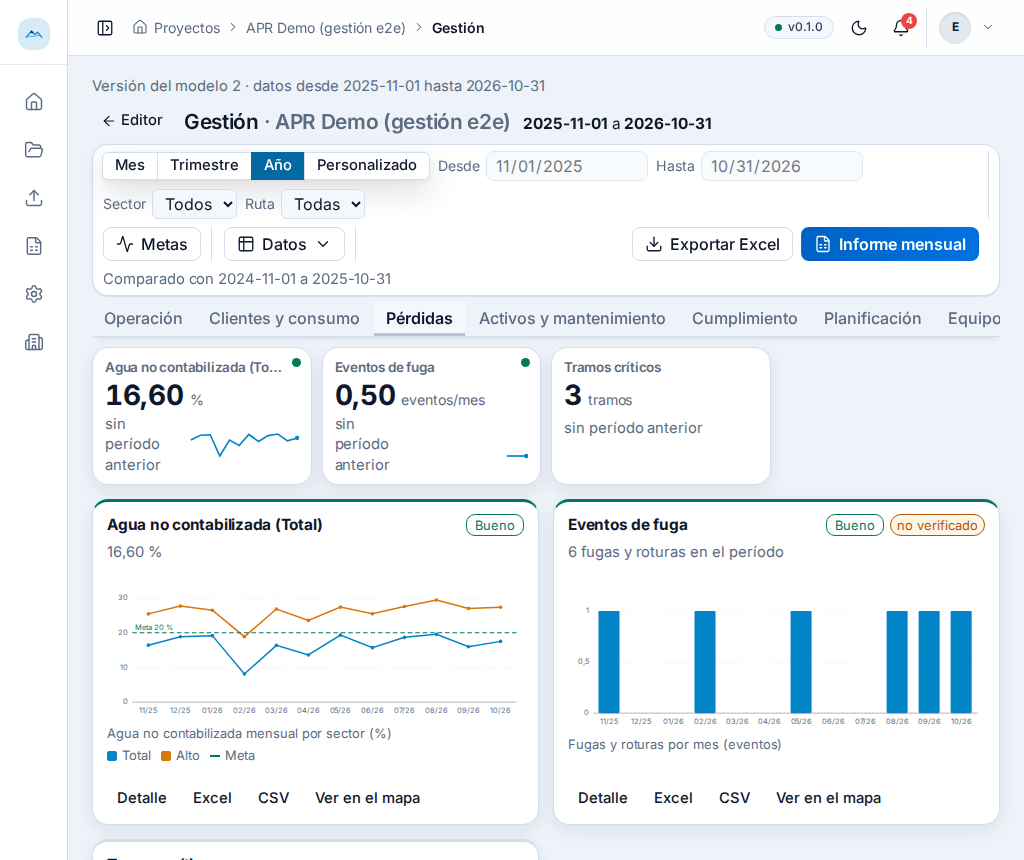 Proyectos > APR Demo (gestión e2e) > Gestión
v0.1.0
4
E
Versión del modelo 2 · datos desde 2025-11-01 hasta 2026-10-31
← Editor
Gestión · APR Demo (gestión e2e) 2025-11-01 a 2026-10-31
Mes Trimestre Año Personalizado Desde 11/01/2025 Hasta 10/31/2026
Sector Todos Ruta Todas
Metas Datos Exportar Excel Informe mensual
Comparado con 2024-11-01 a 2025-10-31
Operación Clientes y consumo Pérdidas Activos y mantenimiento Cumplimiento Planificación Equipo
Agua no contabilizada (To...
16,60 %
sin
período
anterior
Eventos de fuga
0,50 eventos/mes
sin
período
anterior
Tramos críticos
3 tramos
sin período anterior
Agua no contabilizada (Total) Bueno
16,60 %
30
Meta 20 %
20
10
0
11/25 12/25 01/26 02/26 03/26 04/26 05/26 06/26 07/26 08/26 09/26 10/26
Agua no contabilizada mensual por sector (%)
Total Alto Meta
Detalle Excel CSV Ver en el mapa
Eventos de fuga Bueno no verificado
6 fugas y roturas en el período
1
0,5
0
11/25 12/25 01/26 02/26 03/26 04/26 05/26 06/26 07/26 08/26 09/26 10/26
Fugas y roturas por mes (eventos)
Detalle Excel CSV Ver en el mapa